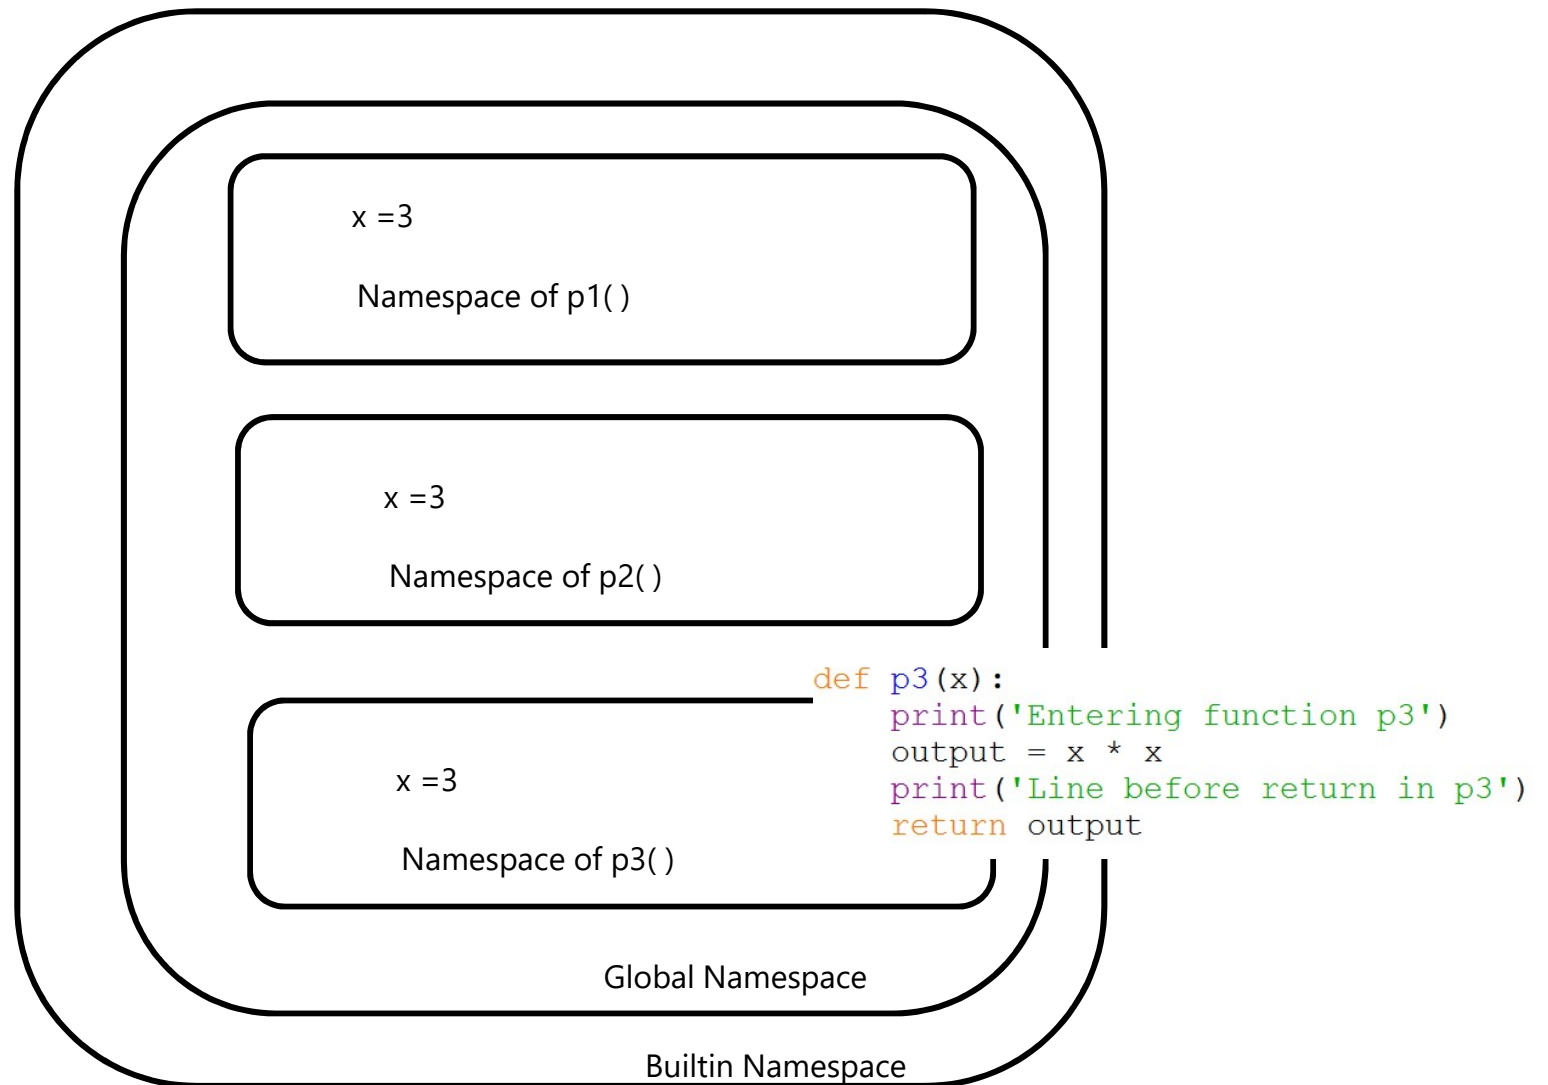 x =3
Namespace of p1( )
x =3
Namespace of p2( )
def p3(x):
    print('Entering function p3')
    output = x * x
    print('Line before return in p3')
    return output
x =3
Namespace of p3( )
Global Namespace
Builtin Namespace